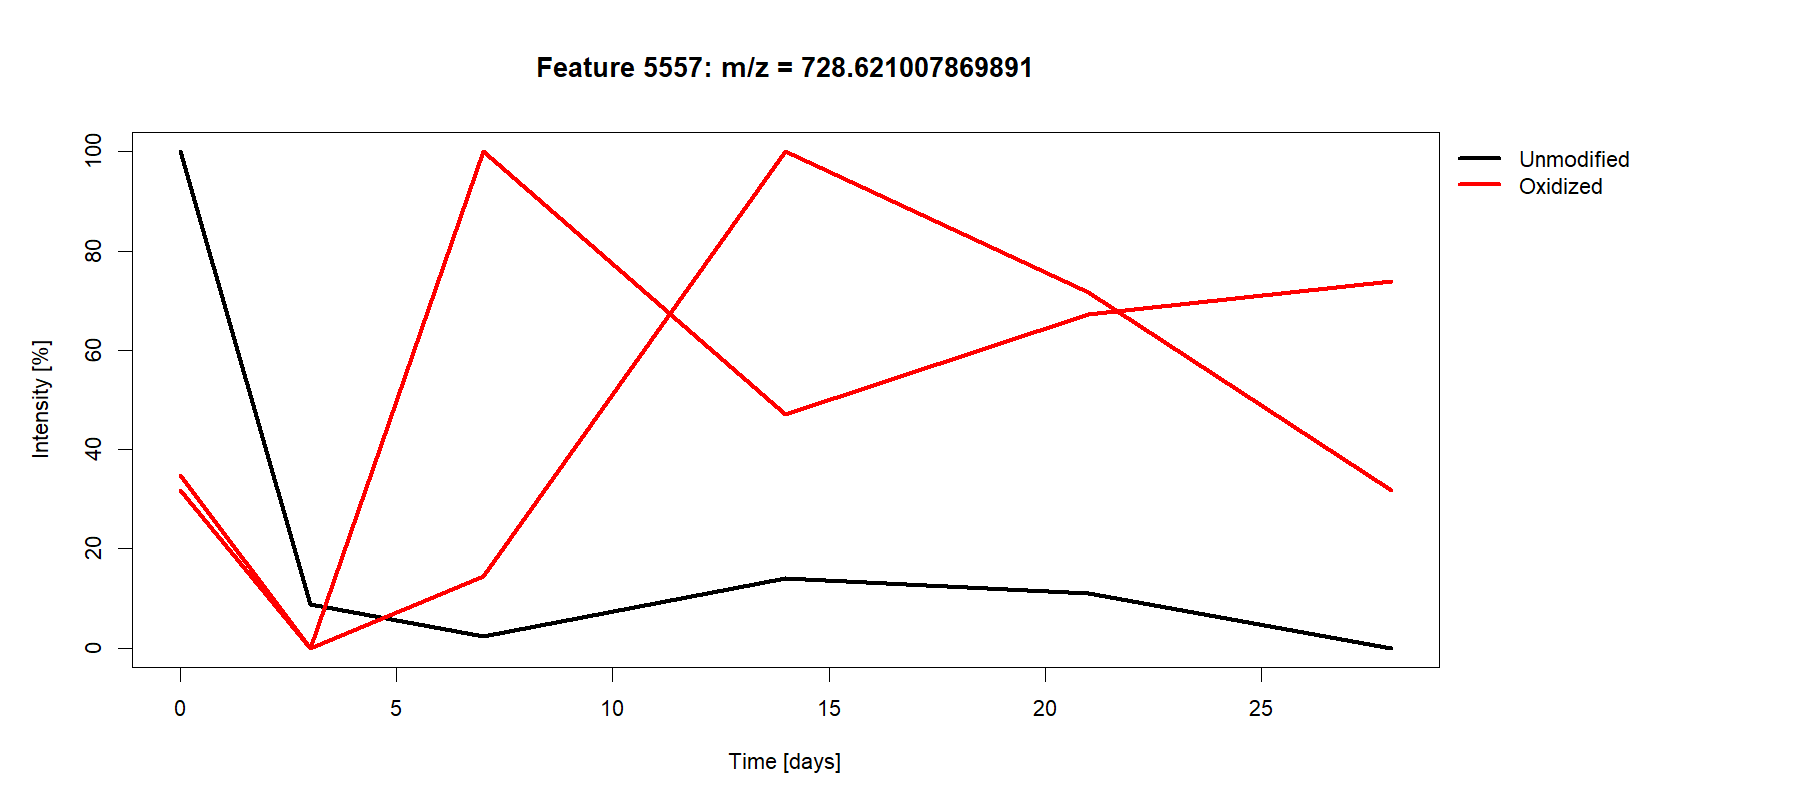 Feature 5557: m/z = 728.621007869891
Unmodified
Oxidized
Intensity [%]
100
80
60
40
20
0
0 5 10 15 20 25
Time [days]